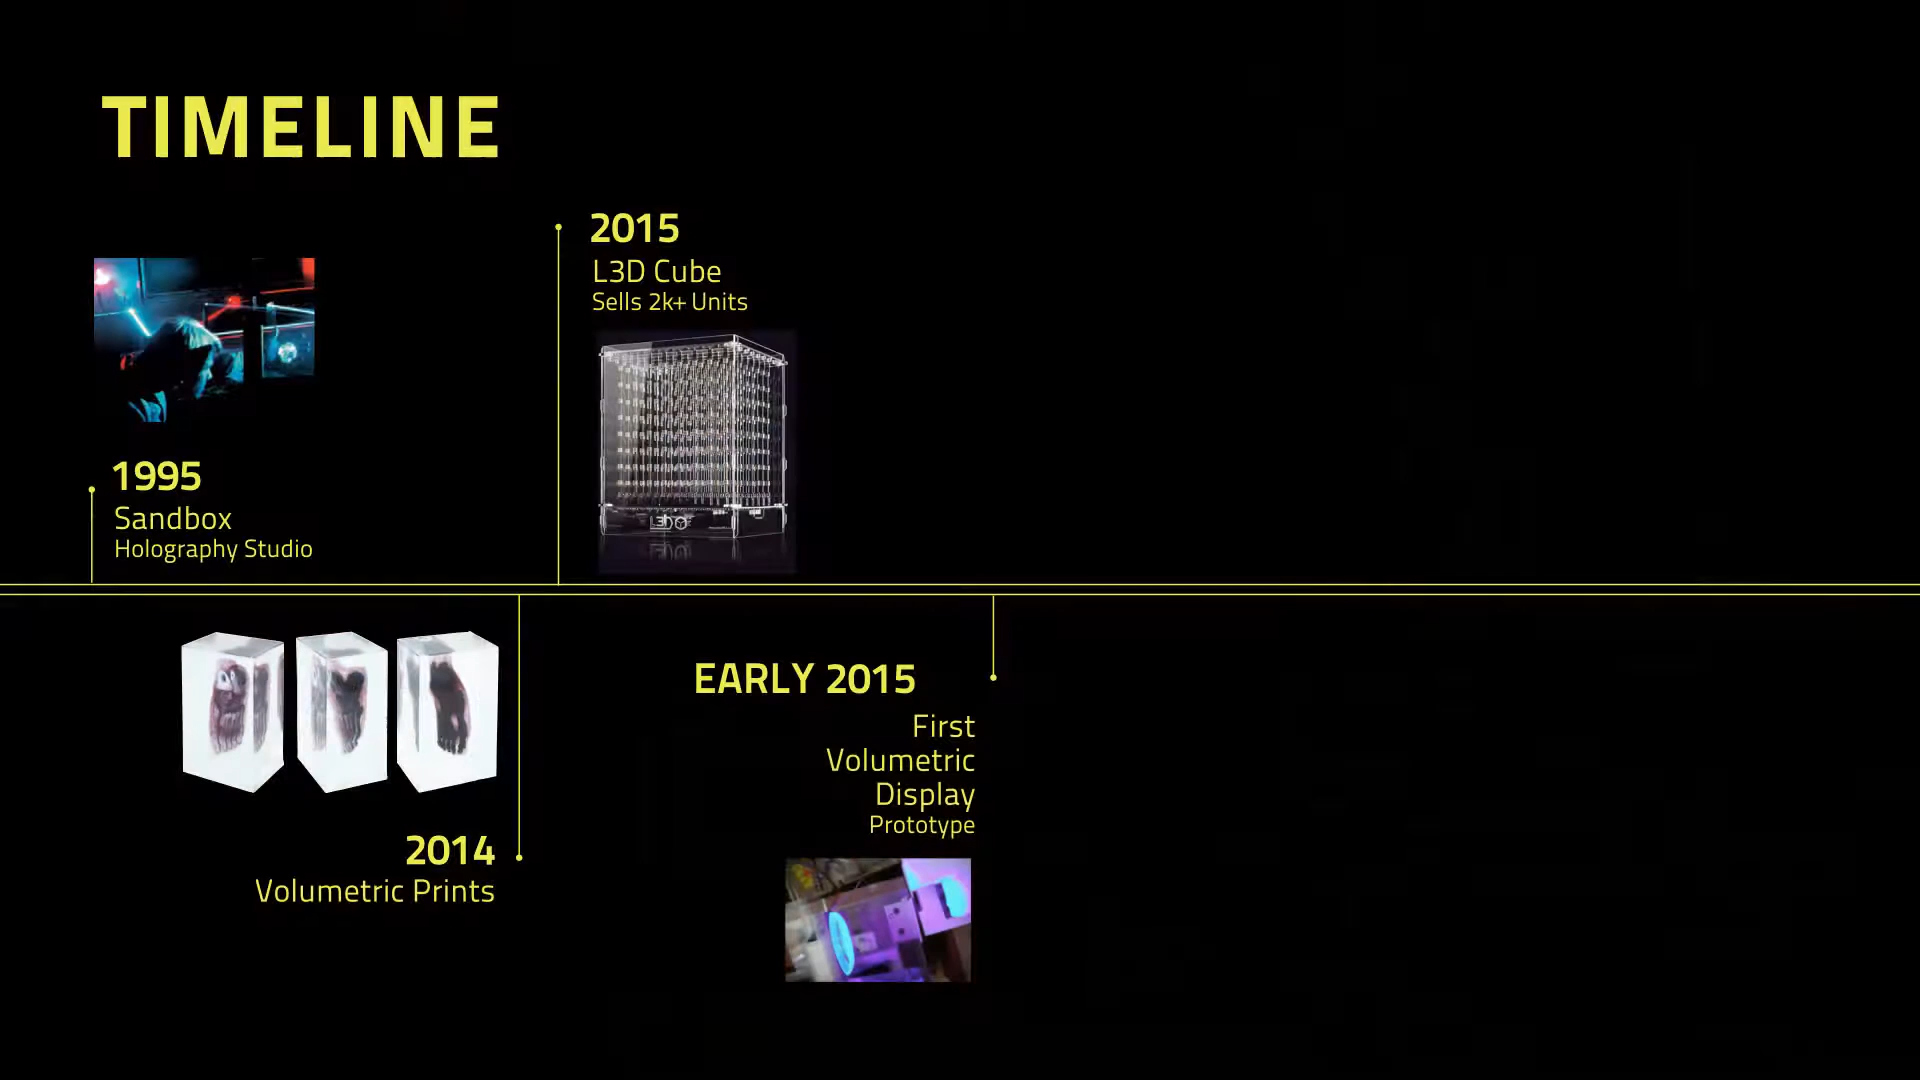 TIMELINE
2015
L3D Cube
Sells 2k+ Units
1995
Sandbox
Holography Studio
L3D
EARLY 2015
First
Volumetric
Display
Prototype
2014
Volumetric Prints